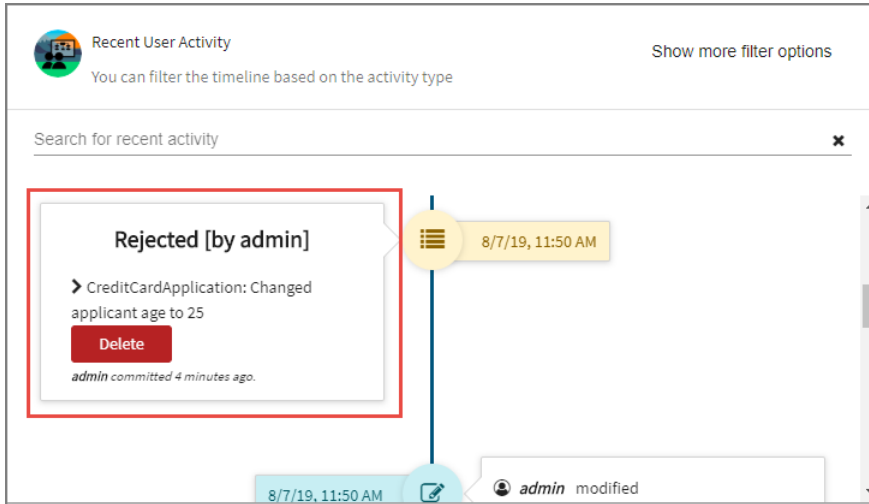 Recent User Activity
Show more filter options
You can filter the timeline based on the activity type
Search for recent activity
Rejected [by admin]
8/7/19, 11:50 AM
CreditCardApplication: Changed
applicant age to 25
Delete
admin committed 4 minutes ago.
admin modified
8/7/19, 11:50 AM